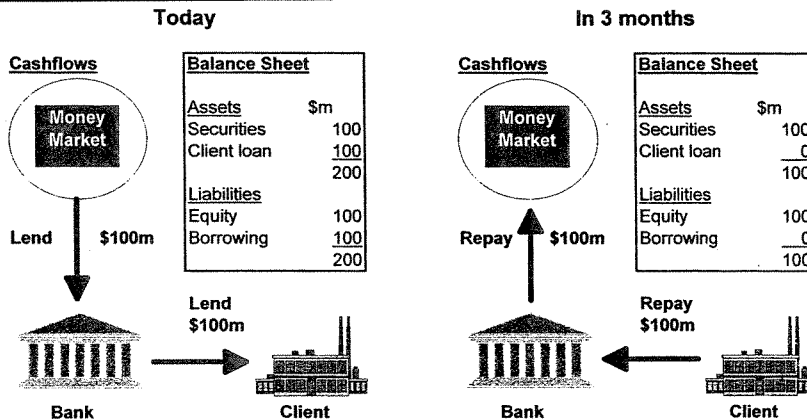 Today
Cashflows
Money
Market
Lend $100m
Balance Sheet
Assets $m
Securities 100
Client loan 100
200
Liabilities
Equity 100
Borrowing 100
200
Lend
$100m
Bank
Client
In 3 months
Cashflows
Money
Market
Repay $100m
Balance Sheet
Assets $m
Securities 100
Client loan 0
100
Liabilities
Equity 100
Borrowing 0
100
Repay
$100m
Bank
Client